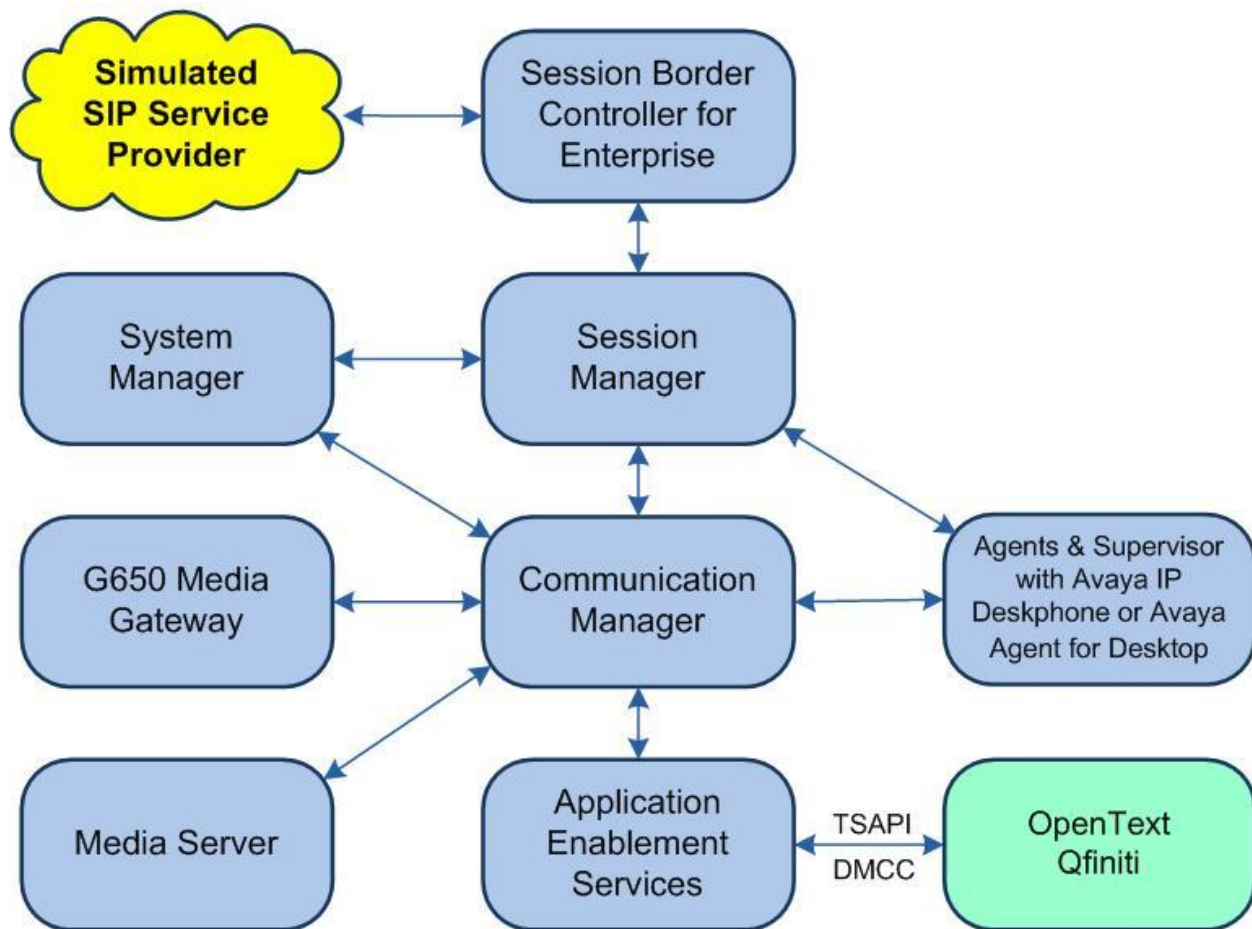 Simulated
SIP Service
Provider
Session Border
Controller for
Enterprise
System
Manager
Session
Manager
G650 Media
Gateway
Communication
Manager
Agents & Supervisor
with Avaya IP
Deskphone or Avaya
Agent for Desktop
Media Server
Application
Enablement
Services
TSAPI
DMCC
OpenText
Qfiniti